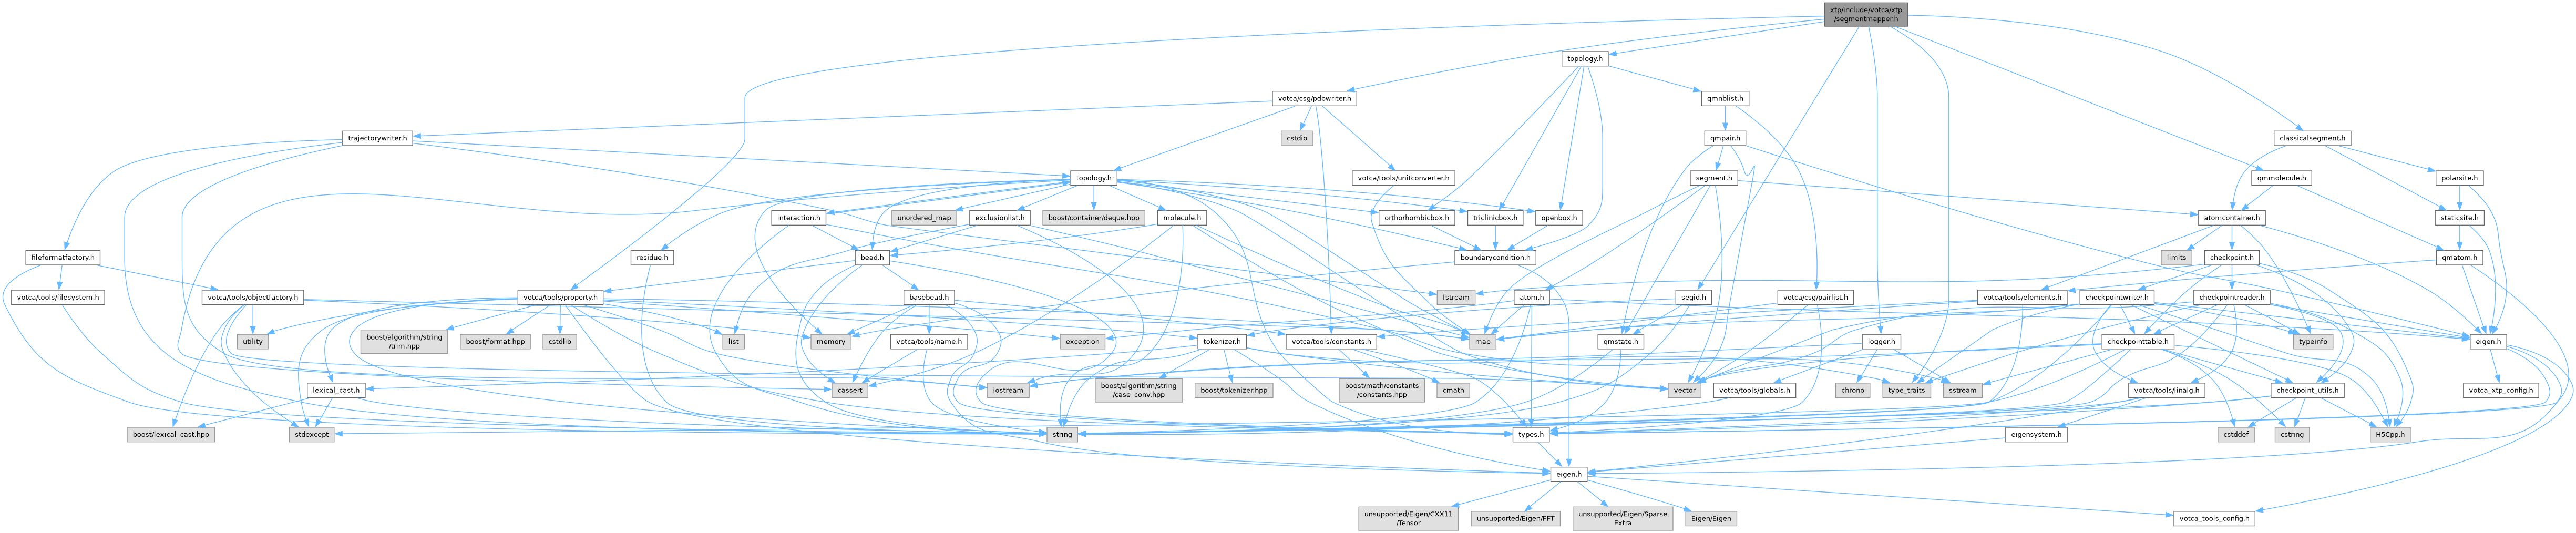 xtp/include/votca/xtp
/segmentmapper.h
topology.h
votca/csg/pdbwriter.h
qmnblist.h
trajectorywriter.h
cstdio
qmpair.h
classicalsegment.h
topology.h
votca/tools/unitconverter.h
segment.h
qmmolecule.h
polarsite.h
interaction.h
unordered_map
exclusionlist.h
boost/container/deque.hpp
molecule.h
orthorhombicbox.h
triclinicbox.h
openbox.h
atomcontainer.h
staticsite.h
fileformatfactory.h
residue.h
bead.h
boundarycondition.h
limits
checkpoint.h
qmatom.h
votca/tools/filesystem.h
votca/tools/objectfactory.h
votca/tools/property.h
basebead.h
fstream
atom.h
segid.h
votca/csg/pairlist.h
votca/tools/elements.h
checkpointwriter.h
checkpointreader.h
utility
boost/algorithm/string
/trim.hpp
boost/format.hpp
cstdlib
list
memory
votca/tools/name.h
exception
tokenizer.h
votca/tools/constants.h
map
qmstate.h
logger.h
checkpointtable.h
typeinfo
eigen.h
lexical_cast.h
cassert
iostream
boost/algorithm/string
/case_conv.hpp
boost/tokenizer.hpp
boost/math/constants
/constants.hpp
cmath
vector
votca/tools/globals.h
chrono
type_traits
sstream
votca/tools/linalg.h
checkpoint_utils.h
votca_xtp_config.h
boost/lexical_cast.hpp
stdexcept
string
types.h
eigensystem.h
cstddef
cstring
H5Cpp.h
eigen.h
unsupported/Eigen/CXX11
/Tensor
unsupported/Eigen/FFT
unsupported/Eigen/Sparse
Extra
Eigen/Eigen
votca_tools_config.h